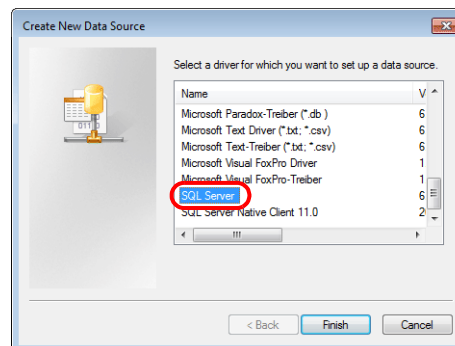 Create New Data Source
Select a driver for which you want to set up a data source.
Name V
Microsoft Paradox-Treiber (*.db ) 6
Microsoft Text Driver (*.txt; *.csv) 6
Microsoft Text-Treiber (*.txt; *.csv) 6
Microsoft Visual FoxPro Driver 1
Microsoft Visual FoxPro-Treiber 1
SQL Server 6
SQL Server Native Client 11.0 2
< Back Finish Cancel